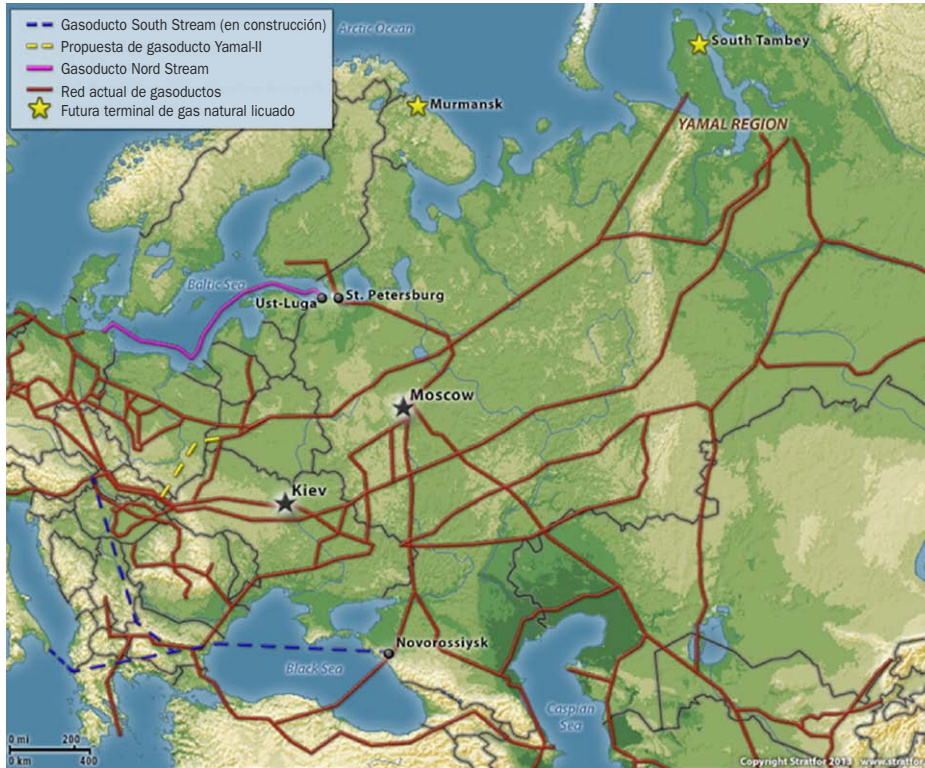 Gasoducto South Stream (en construcción)
Propuesta de gasoducto Yamal-II
Gasoducto Nord Stream
Red actual de gasoductos
Futura terminal de gas natural licuado
Arctic Ocean
South Tambey
Murmansk
YAMAL REGION
Baltic Sea
Ust-Luga
St. Petersburg
Moscow
Kiev
Novorossiysk
Black Sea
Caspian
Sea
0 mi 200
0 km 400
Copyright Stratfor 2013 www.stratfor